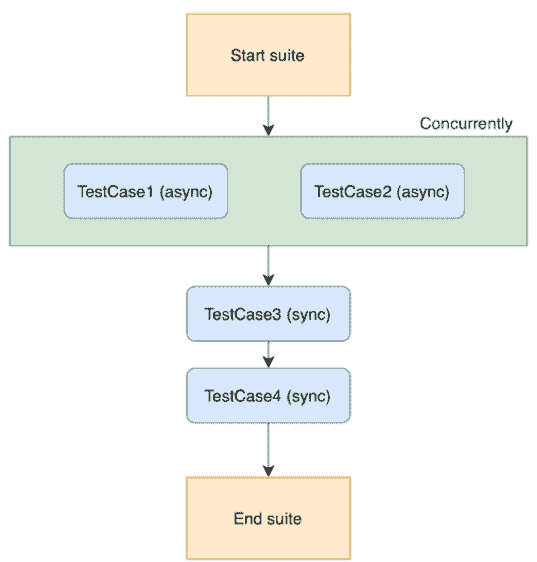 Start suite
Concurrently
TestCase1 (async)
TestCase2 (async)
TestCase3 (sync)
TestCase4 (sync)
End suite